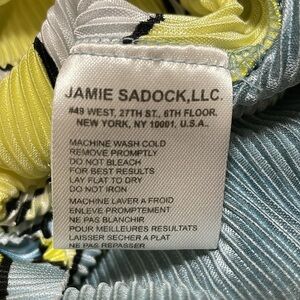 JAMIE SADOCK,LLC.
#49 WEST, 27TH ST., 6TH FLOOR.
NEW YORK, NY, 10001, U.S.A.
MACHINE WASH COLD
REMOVE PROMPTLY
DO NOT BLEACH
FOR BEST RESULTS
LAY FLAT TO DRY
DO NOT IRON
MACHINE LAVER A FROID
ENLEVE PROMPTEMENT
NE PAS BLANCHIR
POUR MEILLEURES RESULTATS
LAISSER SECHER A PLAT
NE PAS REPASSER